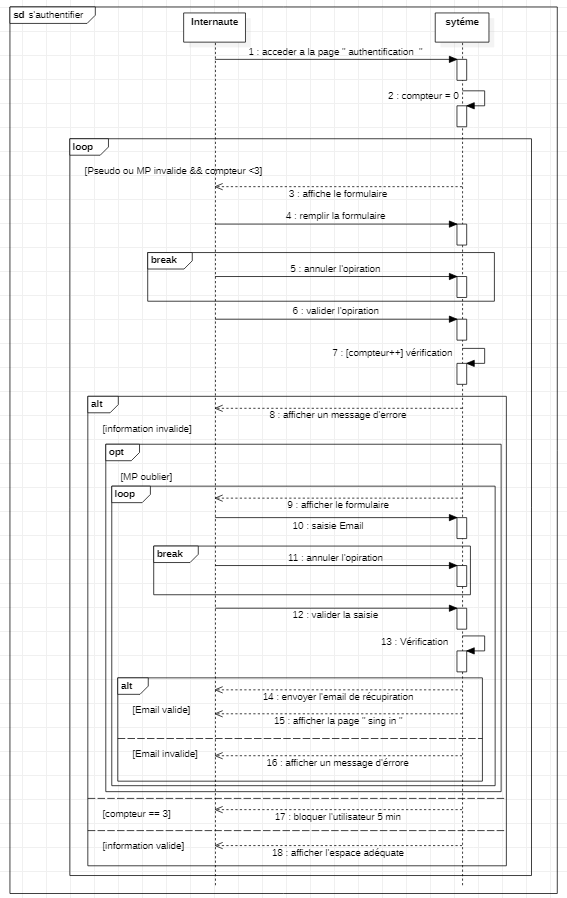 sd s'authentifier
Internaute
sytéme
1 : acceder a la page " authentification "
2 : compteur = 0
loop
[Pseudo ou MP invalide && compteur <3]
3 : affiche le formulaire
4 : remplir la formulaire
break
5 : annuler l'opiration
6 : valider l'opiration
7 : [compteur++] vérification
alt
8 : afficher un message d'errore
[information invalide]
opt
[MP oublier]
loop
9 : afficher le formulaire
10 : saisie Email
break
11 : annuler l'opiration
12 : valider la saisie
13 : Vérification
alt
14 : envoyer l'email de récupiration
[Email valide]
15 : afficher la page " sing in "
[Email invalide]
16 : afficher un message d'érrore
[compteur == 3]
17 : bloquer l'utilisateur 5 min
[information valide]
18 : afficher l'espace adéquate